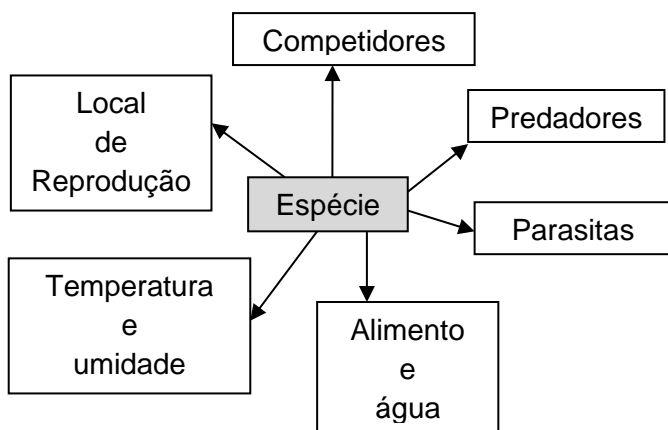 Competidores
Local
de
Reprodução
Predadores
Espécie
Parasitas
Temperatura
e
umidade
Alimento
e
água